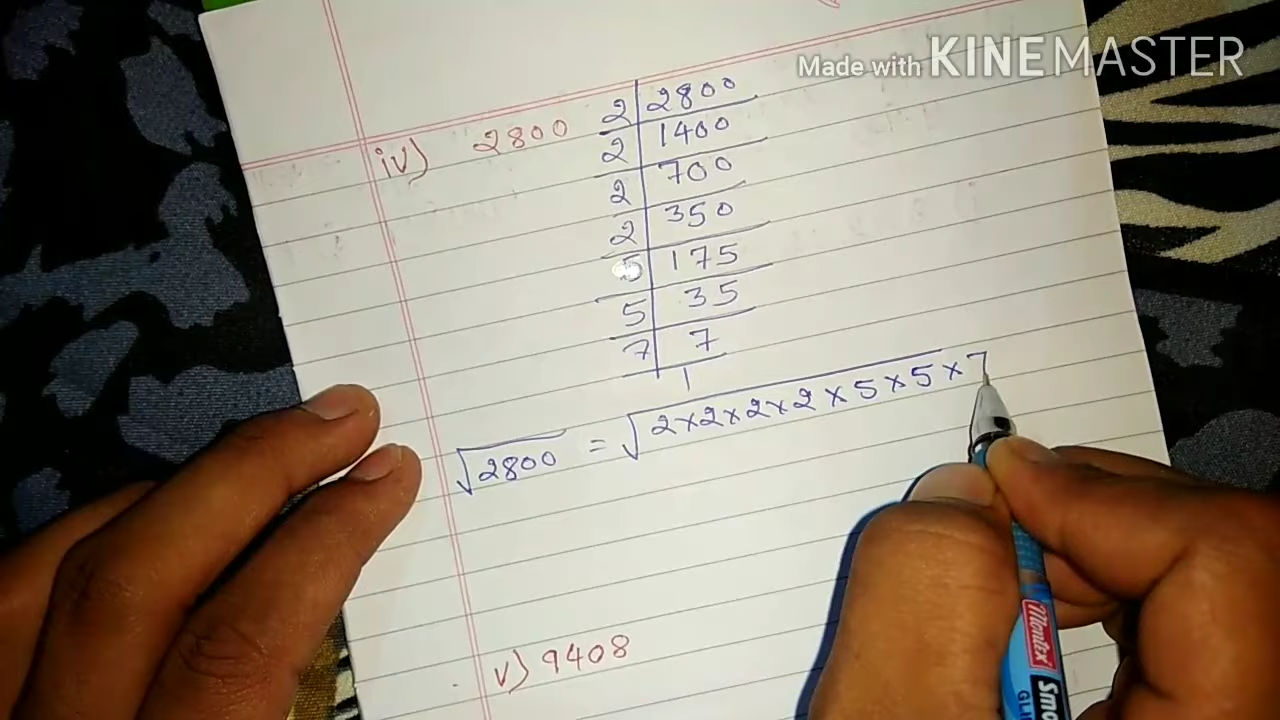 Made with KINEMASTER
iv) 2800
2 2800
2 1400
2 700
2 350
5 175
5 35
7 7
1
√2800 = √2×2×2×2×5×5×7
v) 9408
Montex